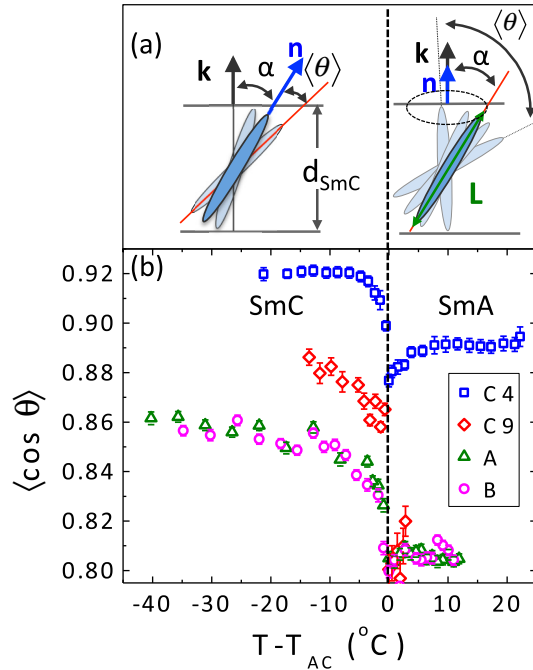 (a)
k
α
n
⟨θ⟩
d_SmC
⟨θ⟩
k
α
n
L
(b)
SmC
SmA
0.92
0.90
0.88
0.86
0.84
0.82
0.80
⟨cos θ⟩
C 4
C 9
A
B
-40
-30
-20
-10
0
10
20
T-T_AC (°C)